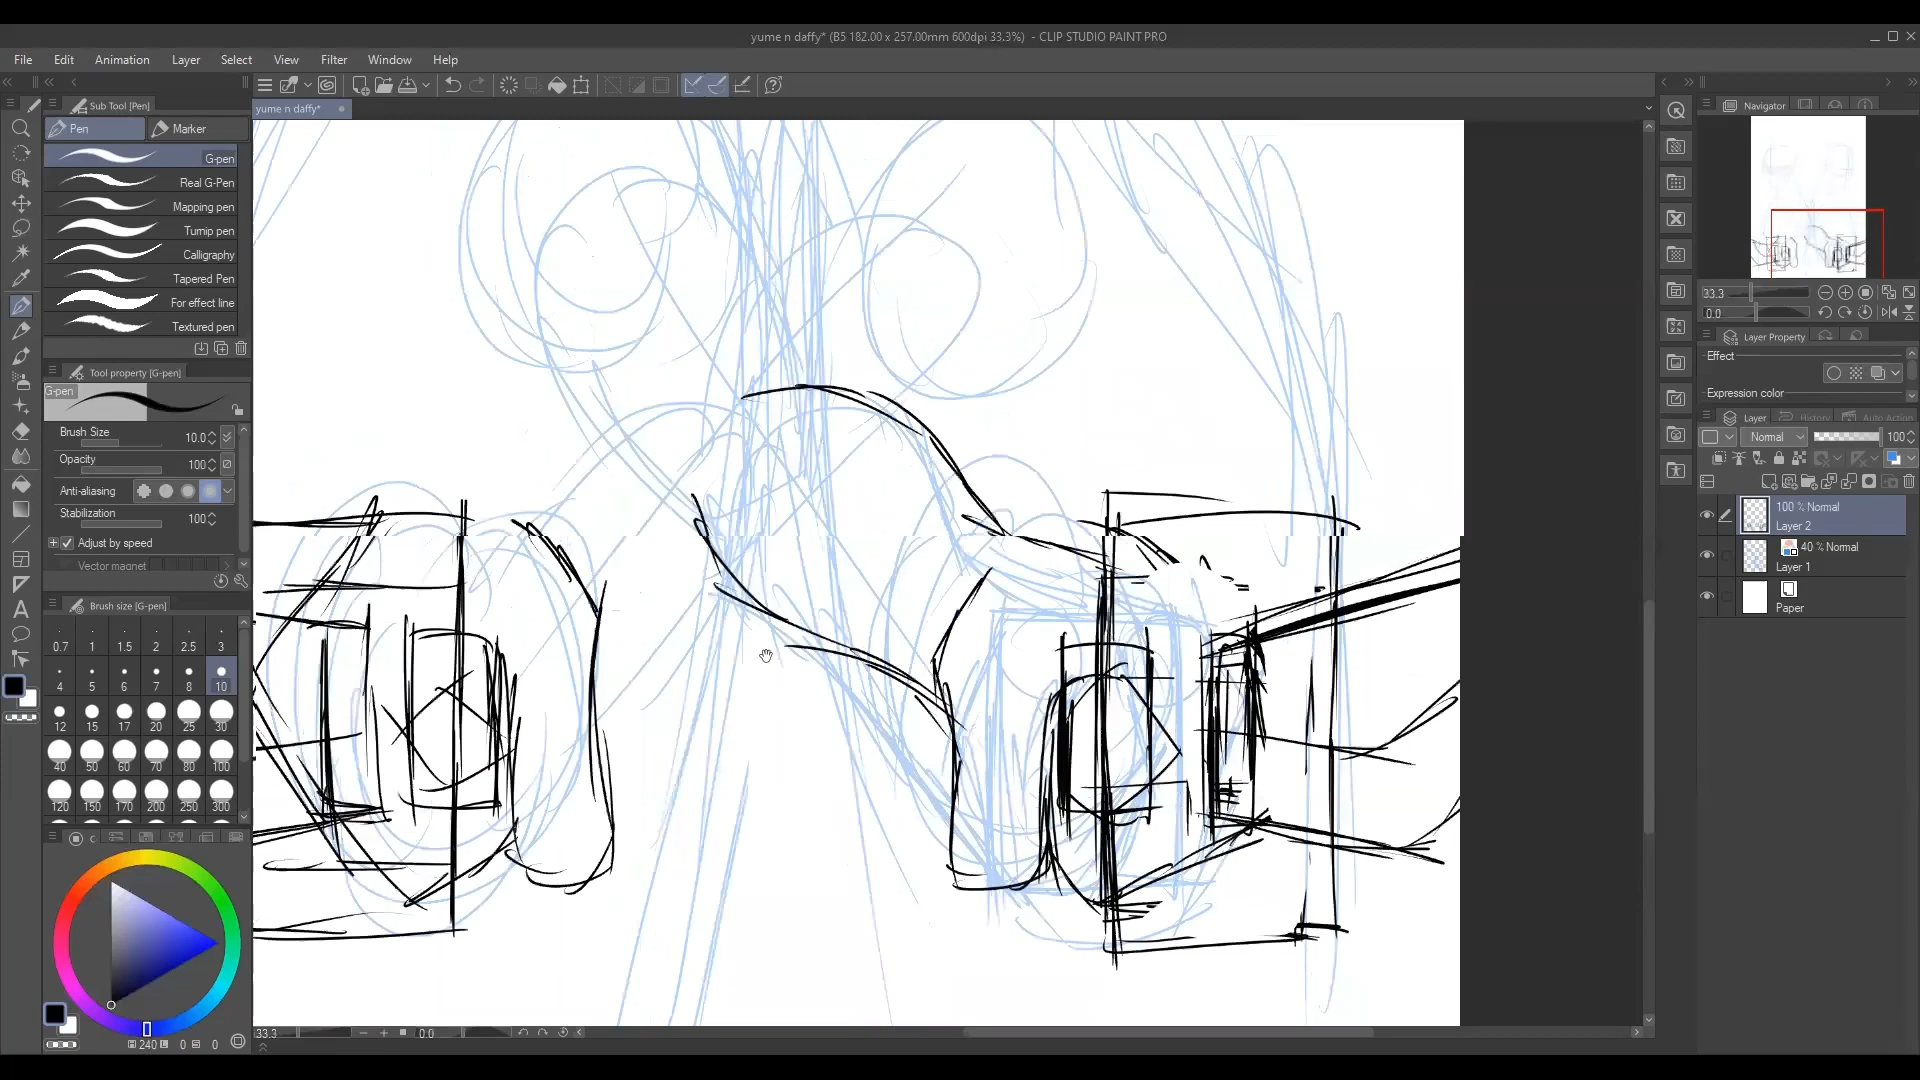 yume n daffy* (B5 182.00 x 257.00mm 600dpi 33.3%) - CLIP STUDIO PAINT PRO
File Edit Animation Layer Select View Filter Window Help
Sub Tool [Pen]
Pen Marker
G-pen
Real G-Pen
Mapping pen
Turnip pen
Calligraphy
Tapered Pen
For effect line
Textured pen
Tool property [G-pen]
G-pen
Brush Size 10.0
Opacity 100
Anti-aliasing
Stabilization 100
Adjust by speed
Vector magnet
Brush size [G-pen]
0.7 1 1.5 2 2.5 3
4 5 6 7 8 10
12 15 17 20 25 30
40 50 60 70 80 100
120 150 170 200 250 300
C
240 0 0
yume n daffy*
33.3 0.0
Navigator
33.3
0.0
Layer Property
Effect
Expression color
Layer History Auto Action
Normal 100
100 % Normal
Layer 2
40 % Normal
Layer 1
Paper